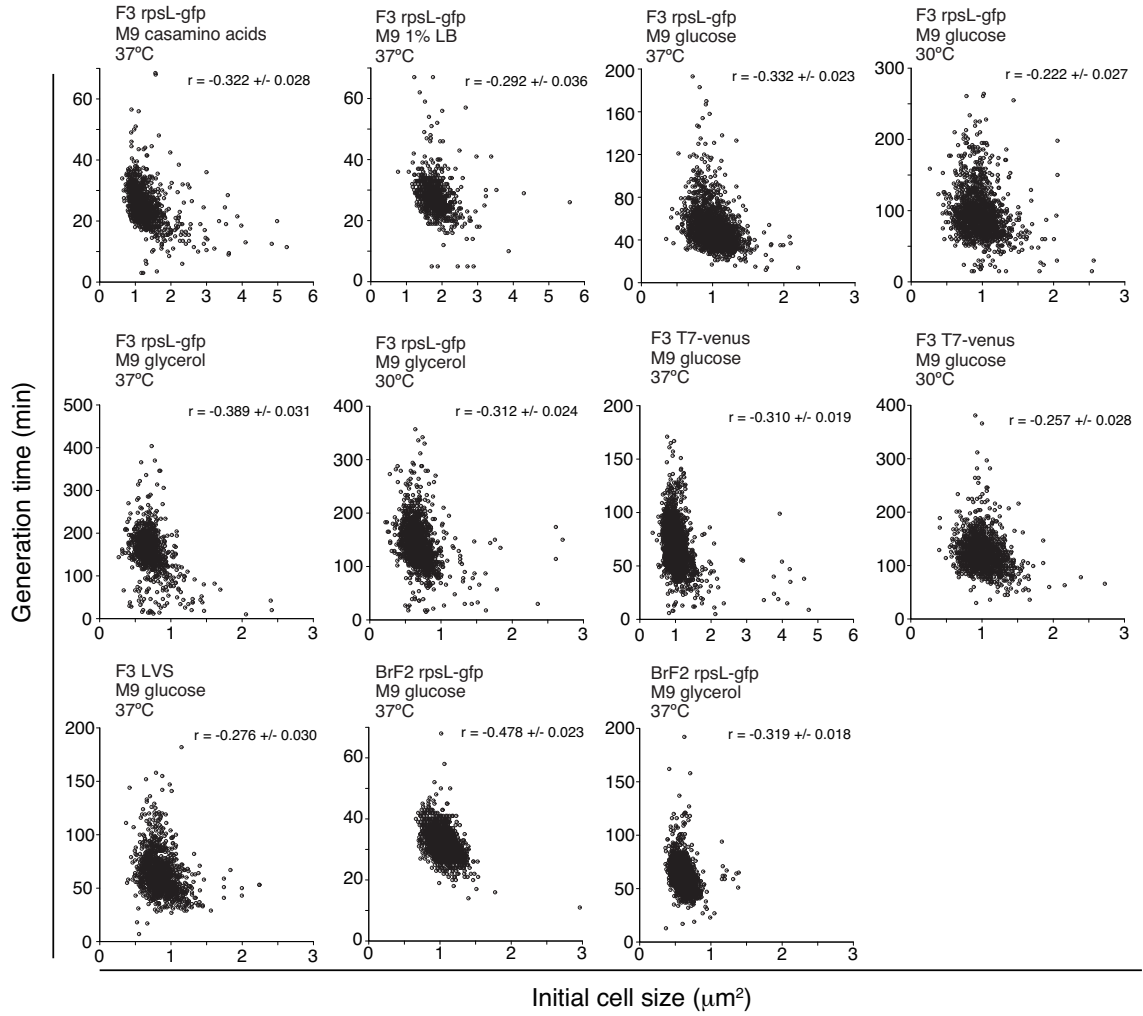 F3 rpsL-gfp
M9 casamino acids
37ºC
r = -0.322 +/- 0.028
60
40
20
0
0 1 2 3 4 5 6
F3 rpsL-gfp
M9 1% LB
37ºC
r = -0.292 +/- 0.036
60
40
20
0
0 1 2 3 4 5 6
F3 rpsL-gfp
M9 glucose
37ºC
r = -0.332 +/- 0.023
200
160
120
80
40
0
0 1 2 3
F3 rpsL-gfp
M9 glucose
30ºC
r = -0.222 +/- 0.027
300
200
100
0
0 1 2 3
F3 rpsL-gfp
M9 glycerol
37ºC
r = -0.389 +/- 0.031
500
400
300
200
100
0
0 1 2 3
F3 rpsL-gfp
M9 glycerol
30ºC
r = -0.312 +/- 0.024
400
300
200
100
0
0 1 2 3
F3 T7-venus
M9 glucose
37ºC
r = -0.310 +/- 0.019
200
150
100
50
0
0 1 2 3 4 5 6
F3 T7-venus
M9 glucose
30ºC
r = -0.257 +/- 0.028
400
300
200
100
0
0 1 2 3
F3 LVS
M9 glucose
37ºC
r = -0.276 +/- 0.030
200
150
100
50
0
0 1 2 3
BrF2 rpsL-gfp
M9 glucose
37ºC
r = -0.478 +/- 0.023
60
40
20
0
0 1 2 3
BrF2 rpsL-gfp
M9 glycerol
37ºC
r = -0.319 +/- 0.018
200
150
100
50
0
0 1 2 3
Generation time (min)
Initial cell size (μm²)